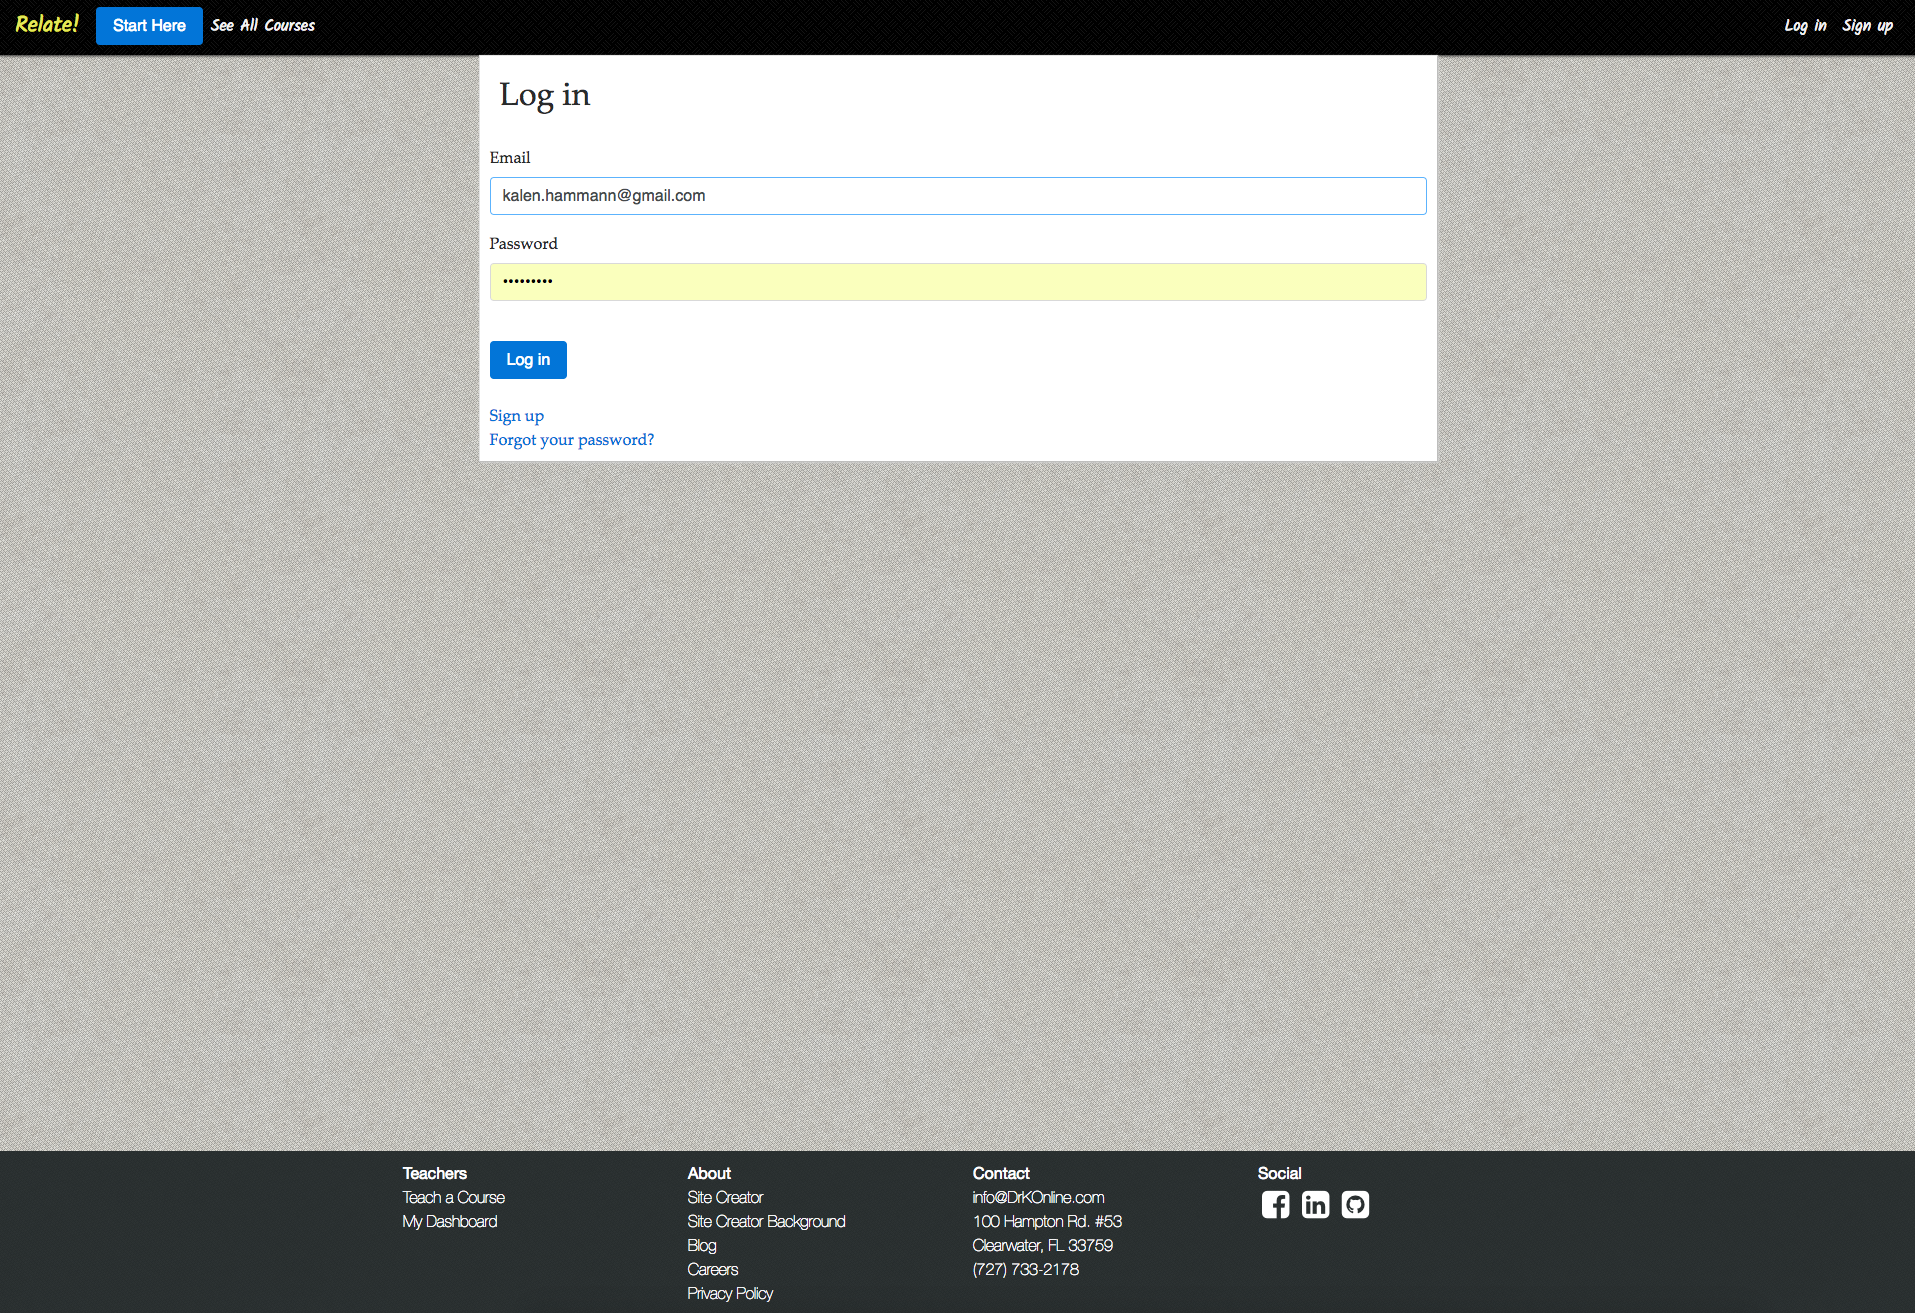 Relate! Start Here See All Courses Log in Sign up
Log in
Email
kalen.hammann@gmail.com
Password
•••••••••
Log in
Sign up
Forgot your password?
Teachers
Teach a Course
My Dashboard
About
Site Creator
Site Creator Background
Blog
Careers
Privacy Policy
Contact
info@DrKOnline.com
100 Hampton Rd. #53
Clearwater, FL 33759
(727) 733-2178
Social